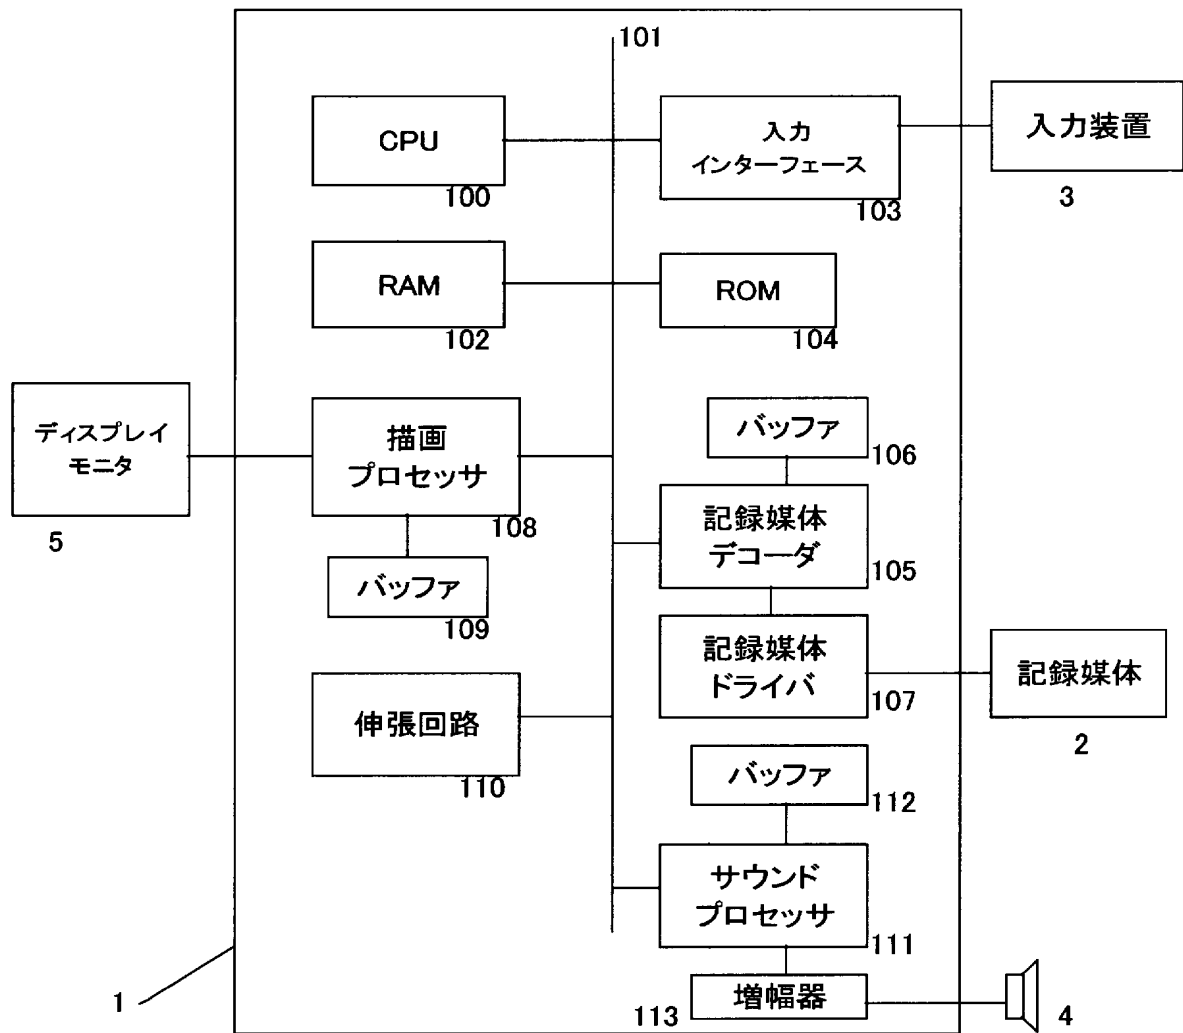 101
CPU
100
入力
インターフェース
103
入力装置
3
RAM
102
ROM
104
ディスプレイ
モニタ
5
描画
プロセッサ
108
バッファ
109
バッファ
106
記録媒体
デコーダ
105
記録媒体
ドライバ
107
記録媒体
2
伸張回路
110
バッファ
112
サウンド
プロセッサ
111
増幅器
113
4
1